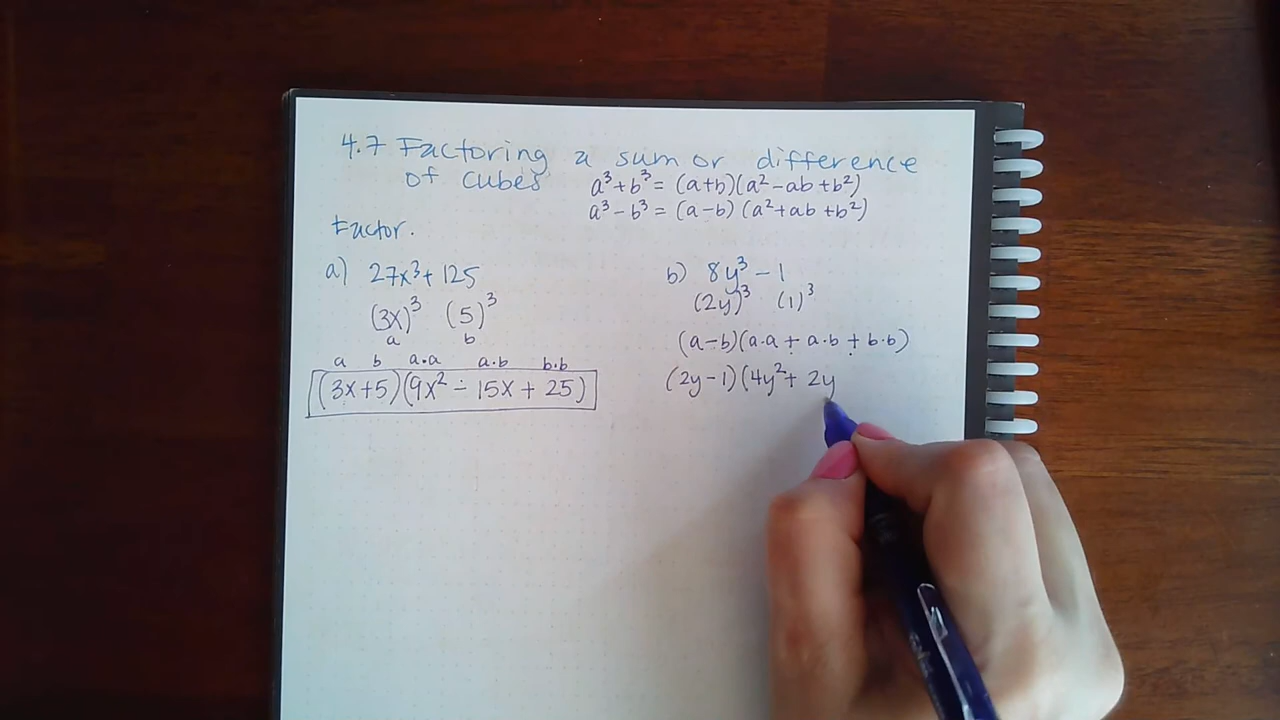 4.7 Factoring a sum or difference
of cubes
a³+b³ = (a+b)(a²-ab+b²)
a³-b³ = (a-b)(a²+ab+b²)
Factor.
a) 27x³+125
(3x)³ (5)³
a b
a b a·a a·b b·b
(3x+5)(9x² - 15x + 25)
b) 8y³ - 1
(2y)³ (1)³
(a-b)(a·a + a·b + b·b)
(2y-1)(4y²+ 2y